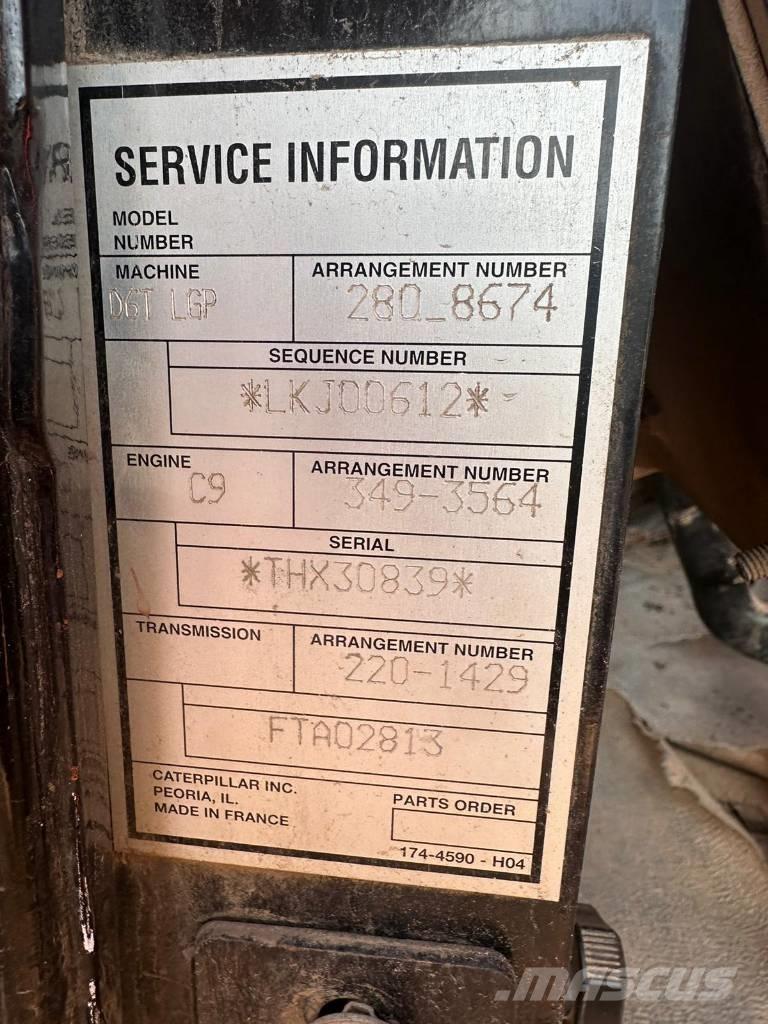 SERVICE INFORMATION
MODEL
NUMBER
MACHINE
ARRANGEMENT NUMBER
D6T LGP
280_8674
SEQUENCE NUMBER
*LKJ00612*
ENGINE
ARRANGEMENT NUMBER
C9
349-3564
SERIAL
*THX30839*
TRANSMISSION
ARRANGEMENT NUMBER
220-1429
FTA02813
CATERPILLAR INC.
PEORIA, IL.
MADE IN FRANCE
PARTS ORDER
174-4590 - H04
MASCUS